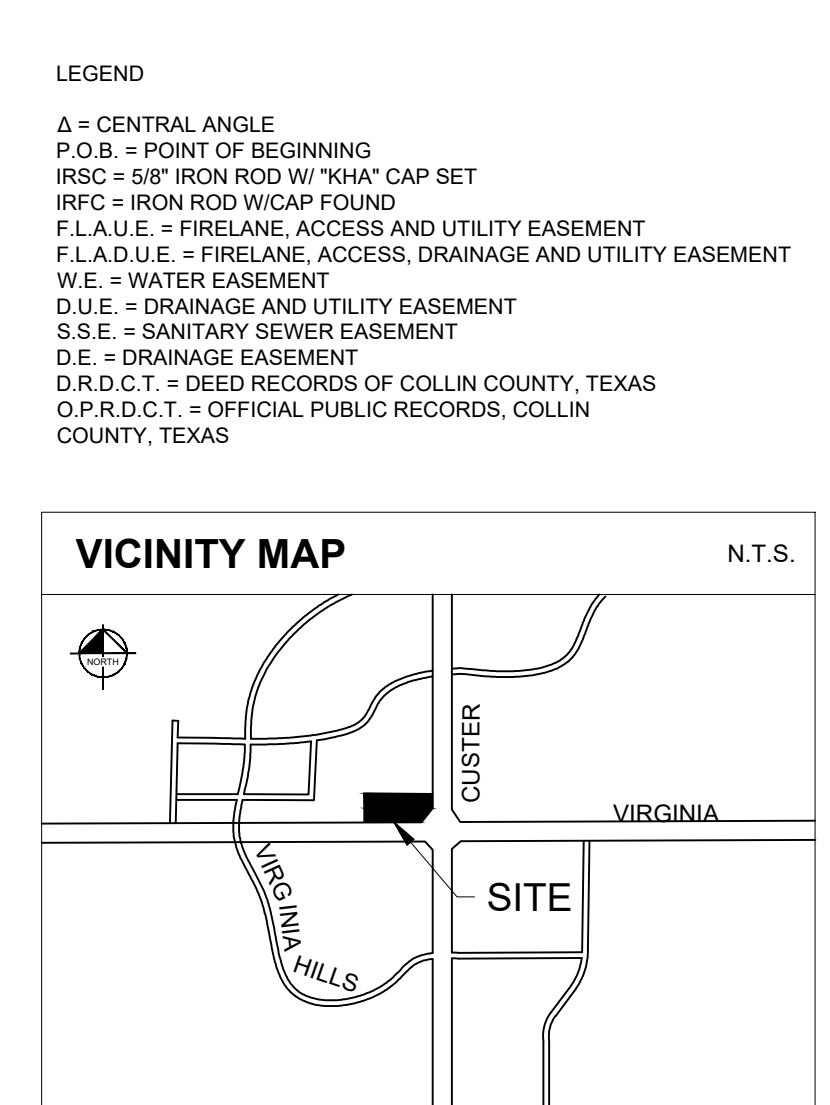 LEGEND
Δ = CENTRAL ANGLE
P.O.B. = POINT OF BEGINNING
IRSC = 5/8" IRON ROD W/ "KHA" CAP SET
IRFC = IRON ROD W/CAP FOUND
F.L.A.U.E. = FIRELANE, ACCESS AND UTILITY EASEMENT
F.L.A.D.U.E. = FIRELANE, ACCESS, DRAINAGE AND UTILITY EASEMENT
W.E. = WATER EASEMENT
D.U.E. = DRAINAGE AND UTILITY EASEMENT
S.S.E. = SANITARY SEWER EASEMENT
D.E. = DRAINAGE EASEMENT
D.R.D.C.T. = DEED RECORDS OF COLLIN COUNTY, TEXAS
O.P.R.D.C.T. = OFFICIAL PUBLIC RECORDS, COLLIN
COUNTY, TEXAS
VICINITY MAP N.T.S.
NORTH
CUSTER
VIRGINIA
SITE
VIRGINIA HILLS